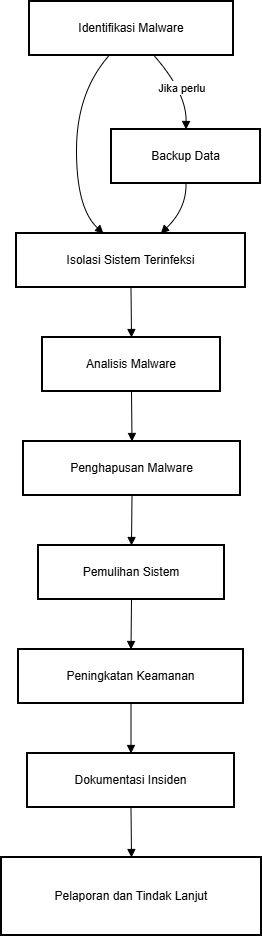 Identifikasi Malware
Jika perlu
Backup Data
Isolasi Sistem Terinfeksi
Analisis Malware
Penghapusan Malware
Pemulihan Sistem
Peningkatan Keamanan
Dokumentasi Insiden
Pelaporan dan Tindak Lanjut